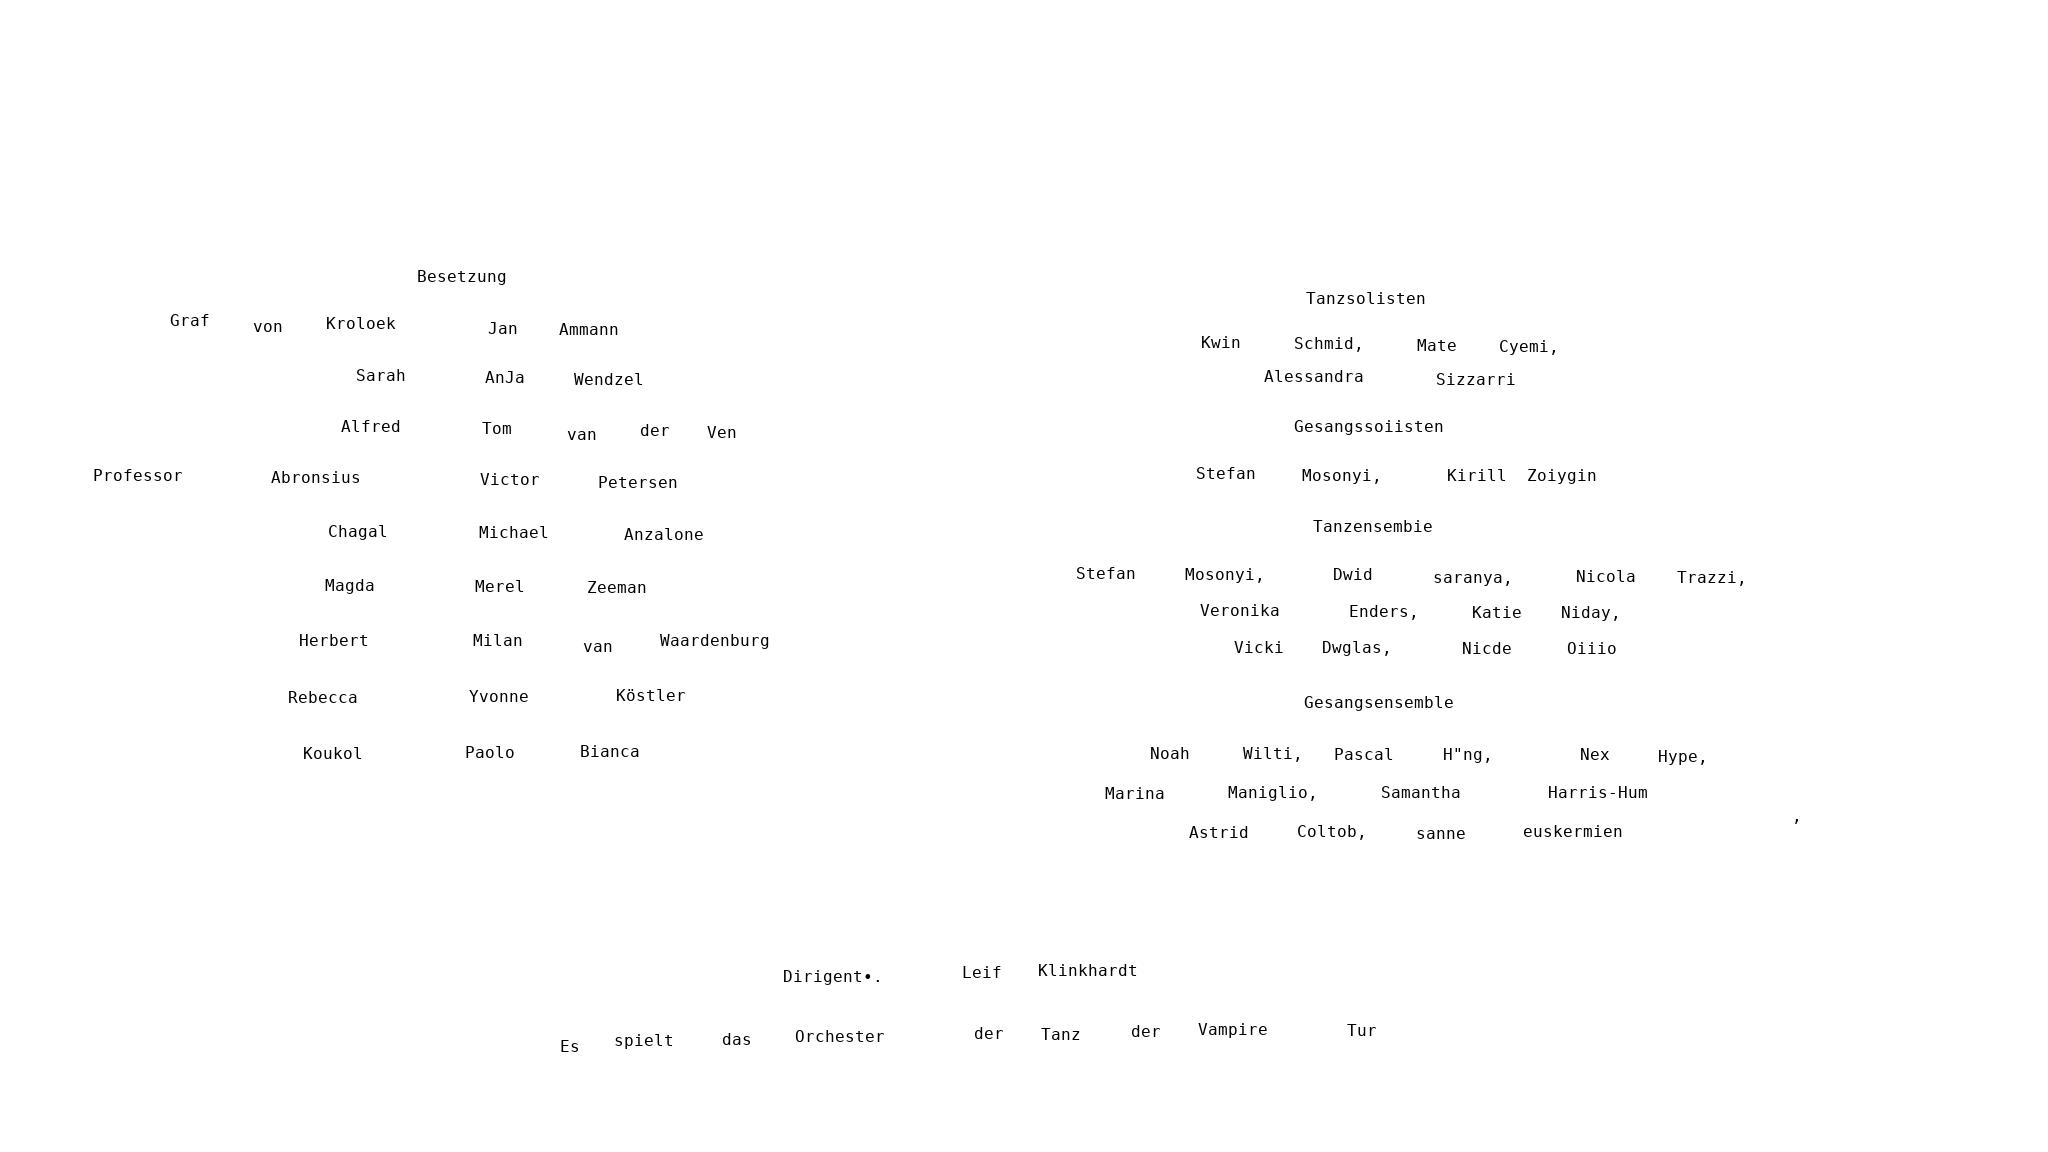 Besetzung
Graf von Kroloek Jan Ammann
Sarah AnJa Wendzel
Alfred Tom van der Ven
Professor Abronsius Victor Petersen
Chagal Michael Anzalone
Magda Merel Zeeman
Herbert Milan van Waardenburg
Rebecca Yvonne Köstler
Koukol Paolo Bianca
Tanzsolisten
Kwin Schmid, Mate Cyemi,
Alessandra Sizzarri
Gesangssoiisten
Stefan Mosonyi, Kirill Zoiygin
Tanzensembie
Stefan Mosonyi, Dwid saranya, Nicola Trazzi,
Veronika Enders, Katie Niday,
Vicki Dwglas, Nicde Oiiio
Gesangsensemble
Noah Wilti, Pascal H"ng, Nex Hype,
Marina Maniglio, Samantha Harris-Hum
,
Astrid Coltob, sanne euskermien
Dirigent•. Leif Klinkhardt
Es spielt das Orchester der Tanz der Vampire Tur